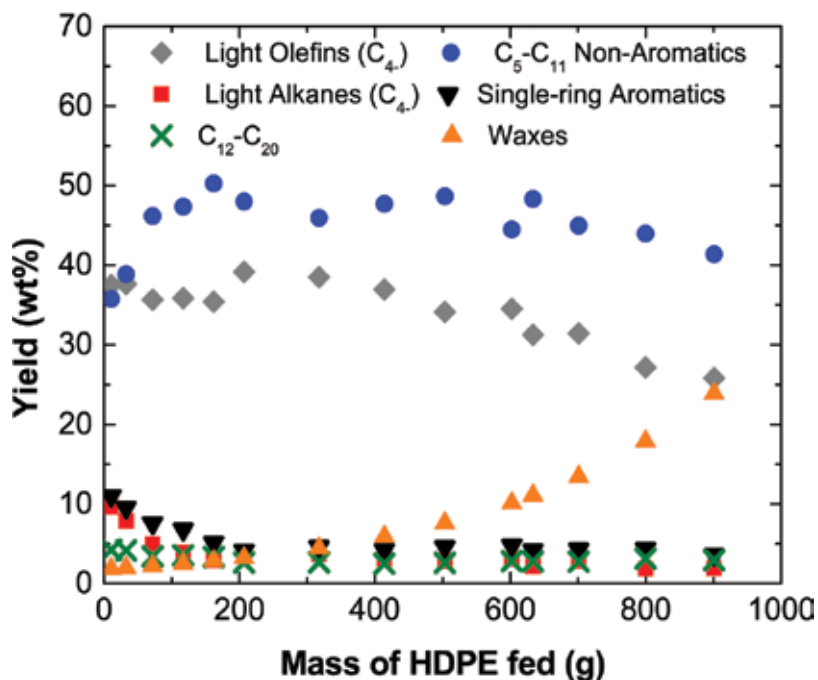 70
Light Olefins (C₄₋)
C₅-C₁₁ Non-Aromatics
60
Light Alkanes (C₄₋)
Single-ring Aromatics
C₁₂-C₂₀
Waxes
50
40
30
20
10
0
Yield (wt%)
0 200 400 600 800 1000
Mass of HDPE fed (g)